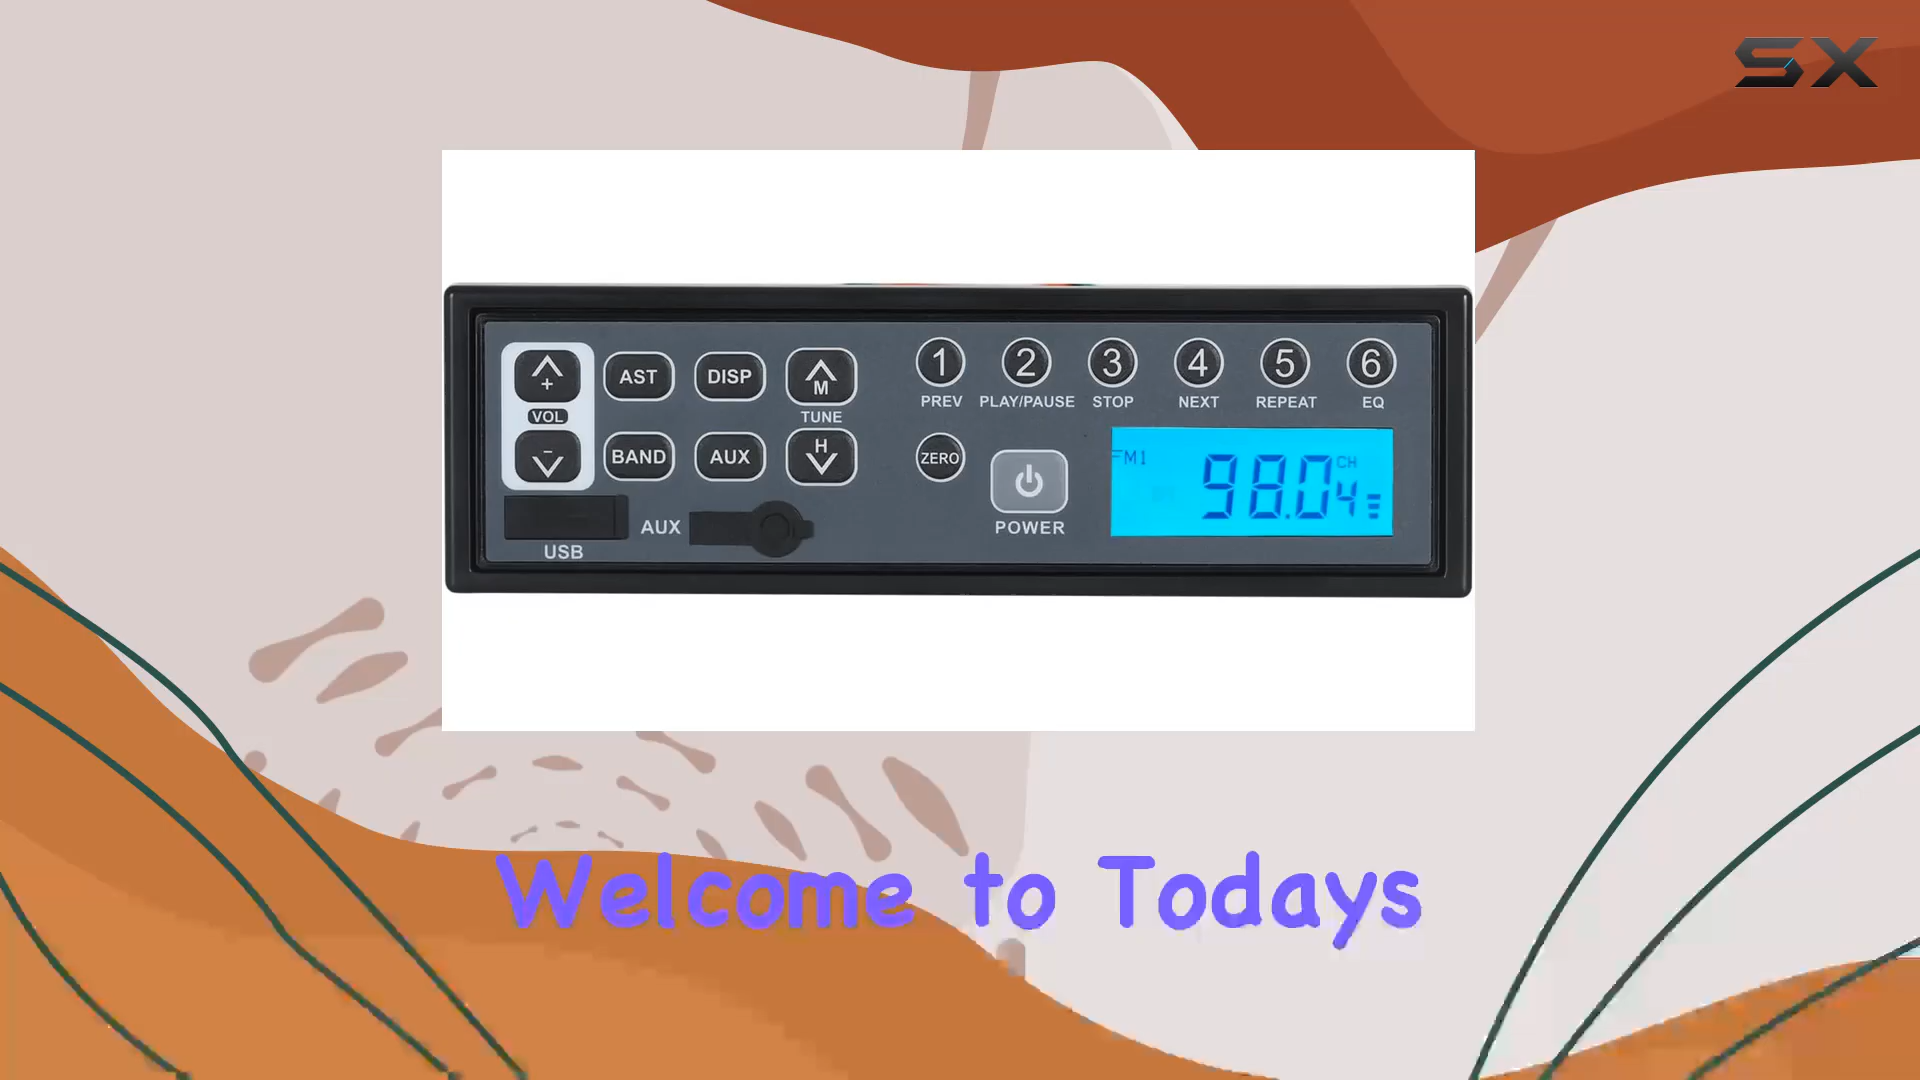 SX
1 2 3 4 5 6
PREV PLAY/PAUSE STOP NEXT REPEAT EQ
+ AST DISP M
VOL TUNE
- BAND AUX H ZERO
FM1 98.04 CH
USB AUX POWER
Welcome to Todays